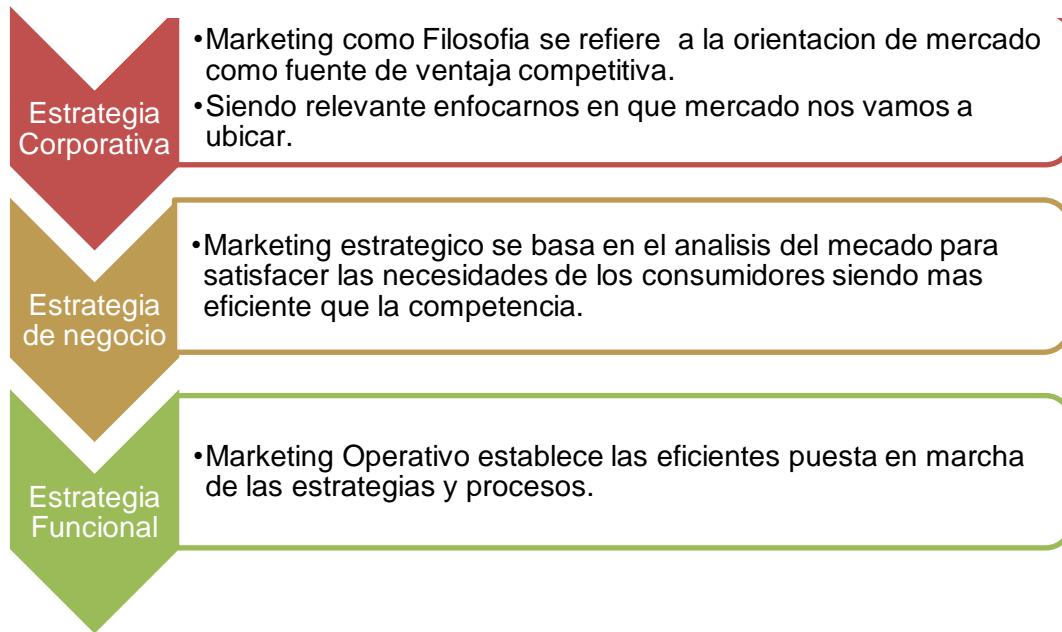 Estrategia
Corporativa
•Marketing como Filosofia se refiere  a la orientacion de mercado
como fuente de ventaja competitiva.
•Siendo relevante enfocarnos en que mercado nos vamos a
ubicar.
Estrategia
de negocio
•Marketing estrategico se basa en el analisis del mecado para
satisfacer las necesidades de los consumidores siendo mas
eficiente que la competencia.
Estrategia
Funcional
•Marketing Operativo establece las eficientes puesta en marcha
de las estrategias y procesos.